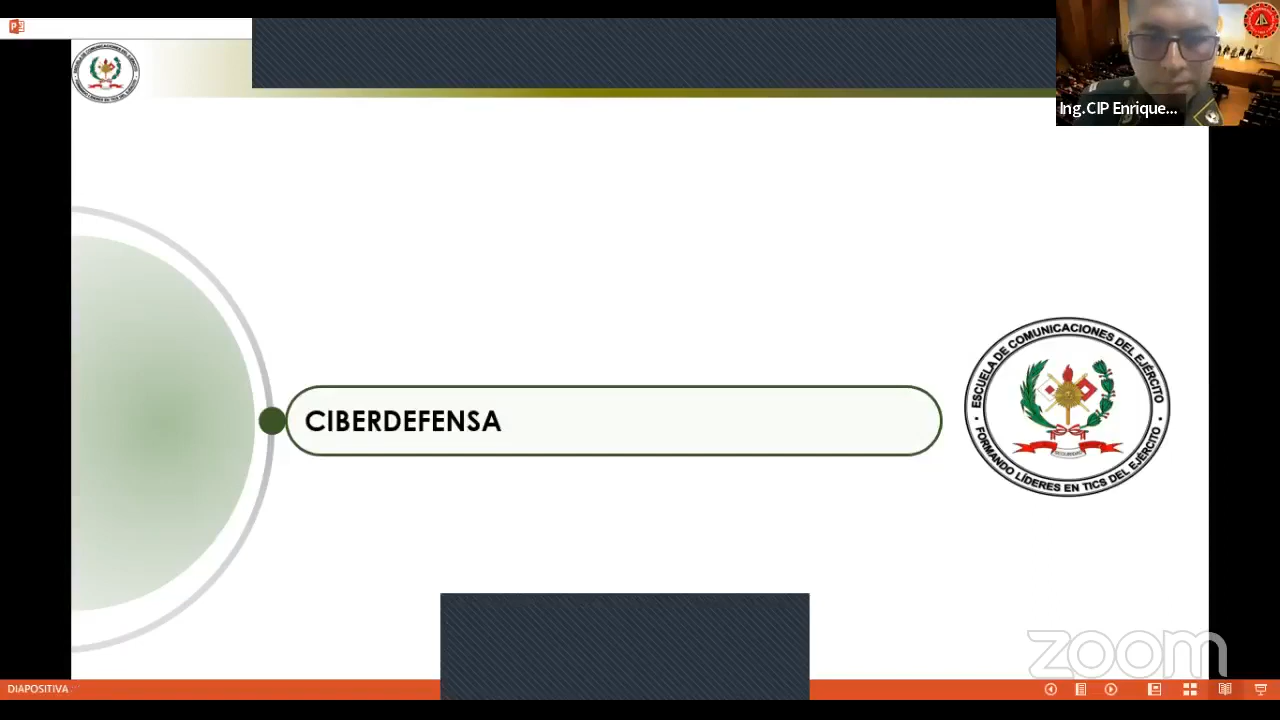 Ing.CIP Enrique...
CIBERDEFENSA
ESCUELA DE COMUNICACIONES DEL EJÉRCITO
FORMANDO LÍDERES EN TICS DEL EJÉRCITO
zoom
DIAPOSITIVA